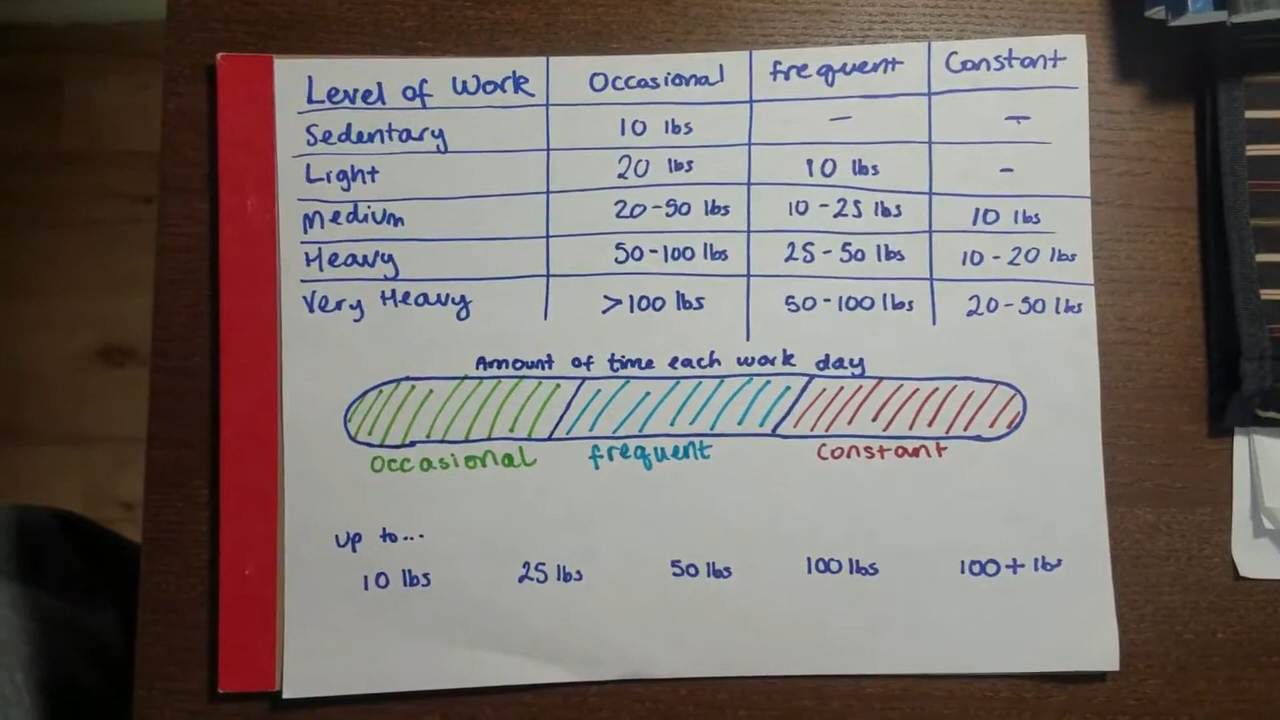 Level of Work Occasional frequent Constant
Sedentary 10 lbs — —
Light 20 lbs 10 lbs -
Medium 20-50 lbs 10-25 lbs 10 lbs
Heavy 50-100 lbs 25-50 lbs 10-20 lbs
Very Heavy >100 lbs 50-100 lbs 20-50 lbs
Amount of time each work day
Occasional frequent Constant
up to...
10 lbs 25 lbs 50 lbs 100 lbs 100+ lbs